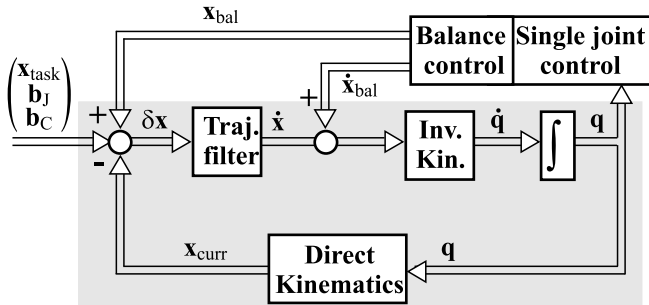 x_bal
Balance control
Single joint control
ẋ_bal
x_task
b_J
b_C
+
+
δx
Traj. filter
ẋ
Inv. Kin.
q̇
∫
q
-
x_curr
Direct Kinematics
q